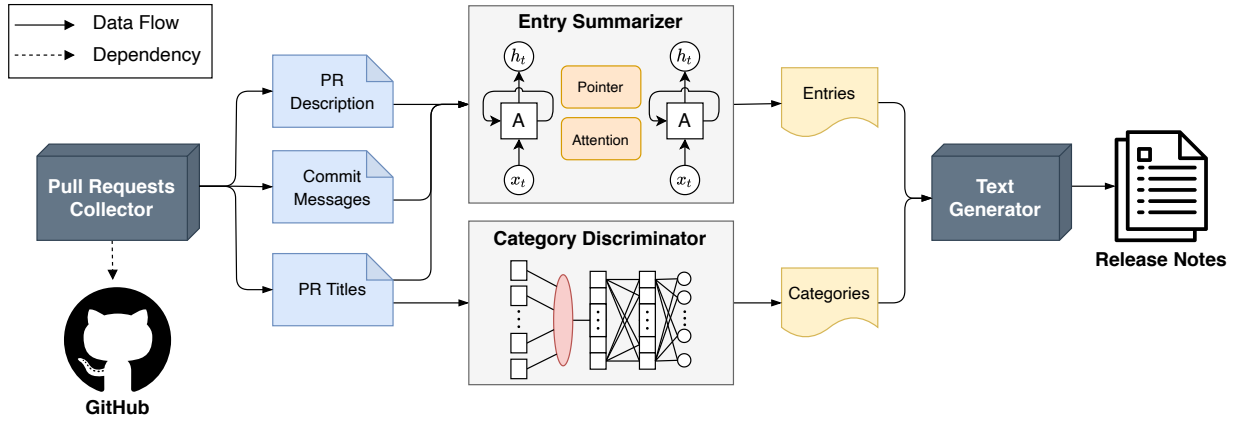 Data Flow
Dependency
Pull Requests
Collector
GitHub
PR
Description
Commit
Messages
PR Titles
Entry Summarizer
h_t
A
x_t
Pointer
Attention
h_t
A
x_t
Category Discriminator
Entries
Categories
Text
Generator
Release Notes